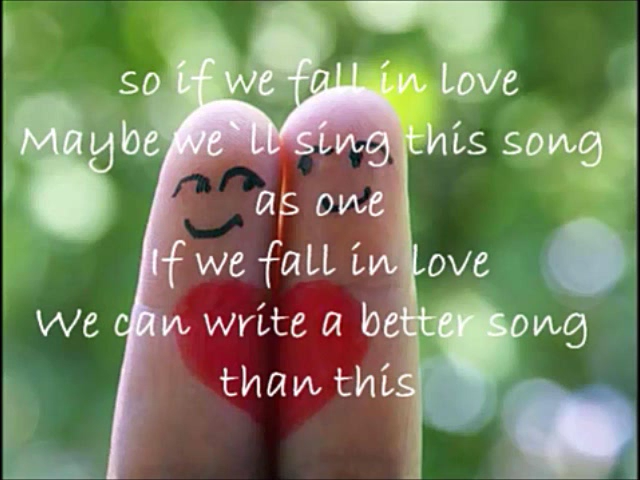 so if we fall in love
Maybe we`ll sing this song
as one
If we fall in love
We can write a better song
than this